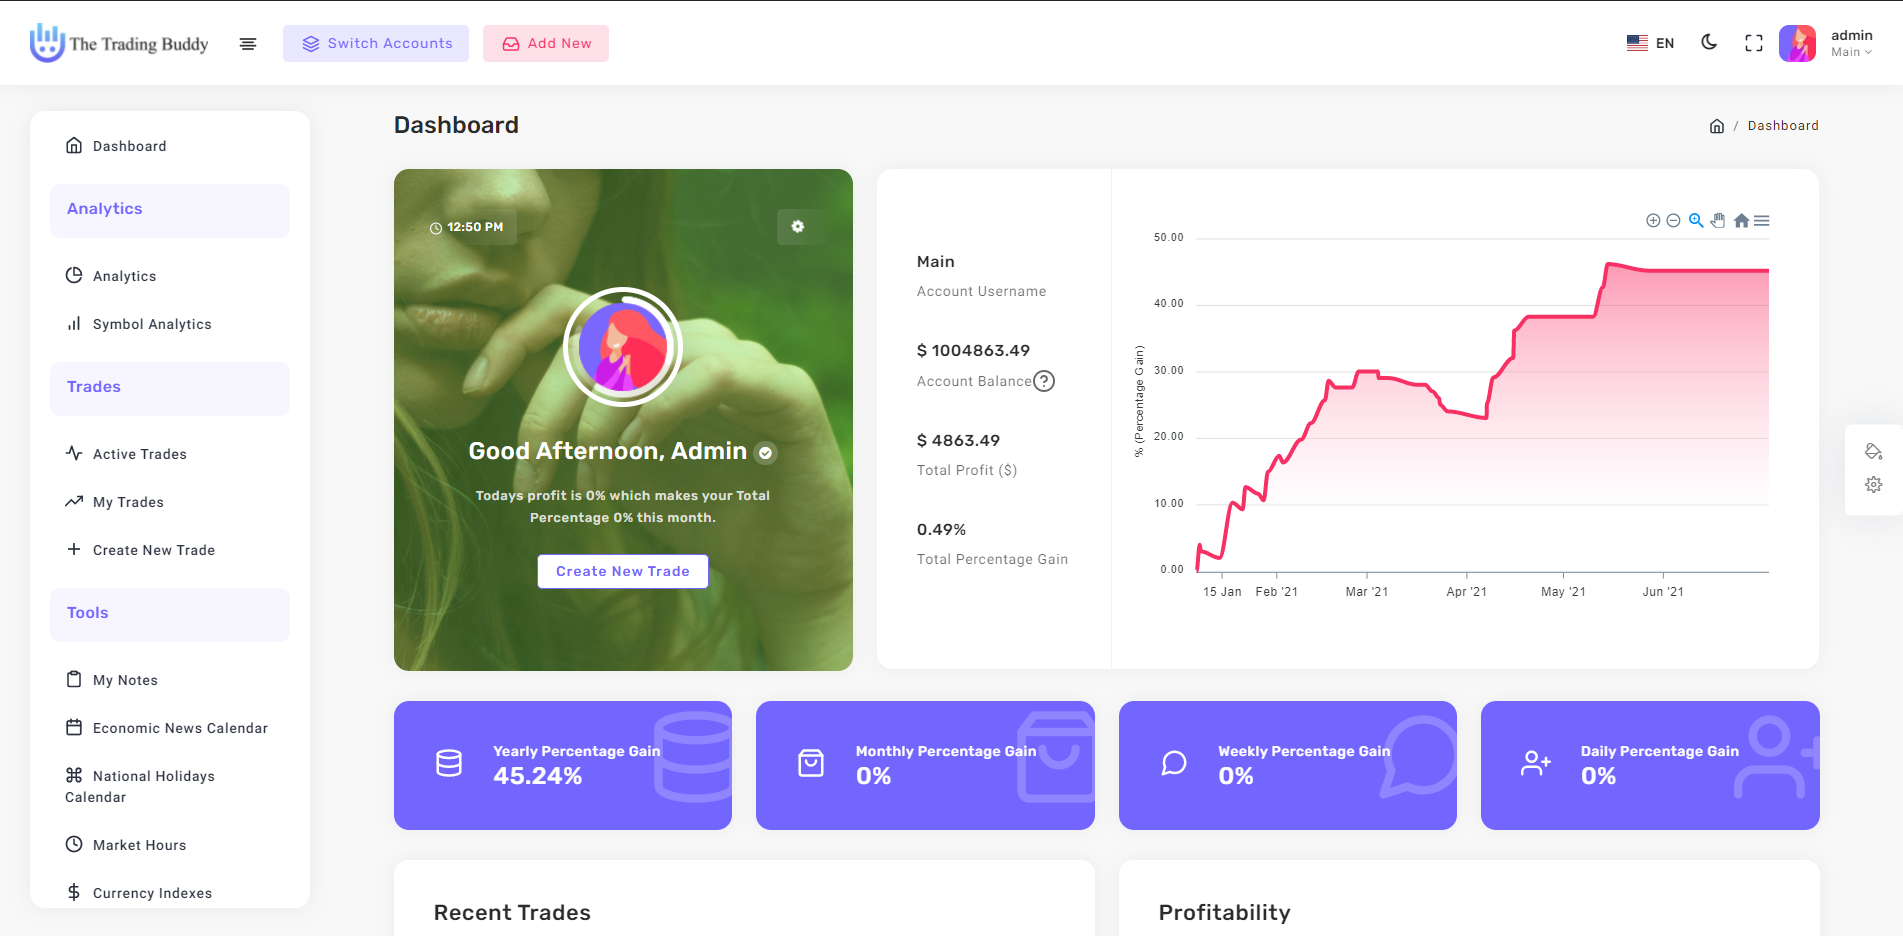 The Trading Buddy
Switch Accounts
Add New
EN
admin
Main
Dashboard
Analytics
Analytics
Symbol Analytics
Trades
Active Trades
My Trades
Create New Trade
Tools
My Notes
Economic News Calendar
National Holidays
Calendar
Market Hours
Currency Indexes
Dashboard
/ Dashboard
12:50 PM
Good Afternoon, Admin
Todays profit is 0% which makes your Total
Percentage 0% this month.
Create New Trade
Main
Account Username
$ 1004863.49
Account Balance
$ 4863.49
Total Profit ($)
0.49%
Total Percentage Gain
% (Percentage Gain)
50.00
40.00
30.00
20.00
10.00
0.00
15 Jan Feb '21 Mar '21 Apr '21 May '21 Jun '21
Yearly Percentage Gain
45.24%
Monthly Percentage Gain
0%
Weekly Percentage Gain
0%
Daily Percentage Gain
0%
Recent Trades
Profitability